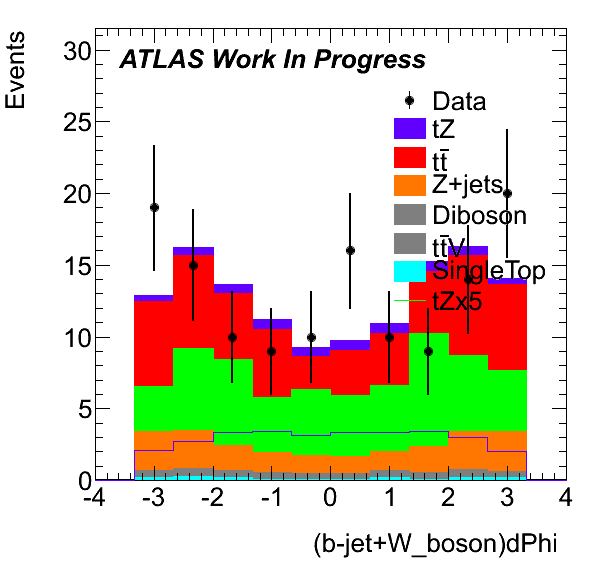 Events
30
25
20
15
10
5
0
ATLAS Work In Progress
Data
tZ
tt̄
Z+jets
Diboson
tt̄V
SingleTop
tZx5
-4 -3 -2 -1 0 1 2 3 4
(b-jet+W_boson)dPhi